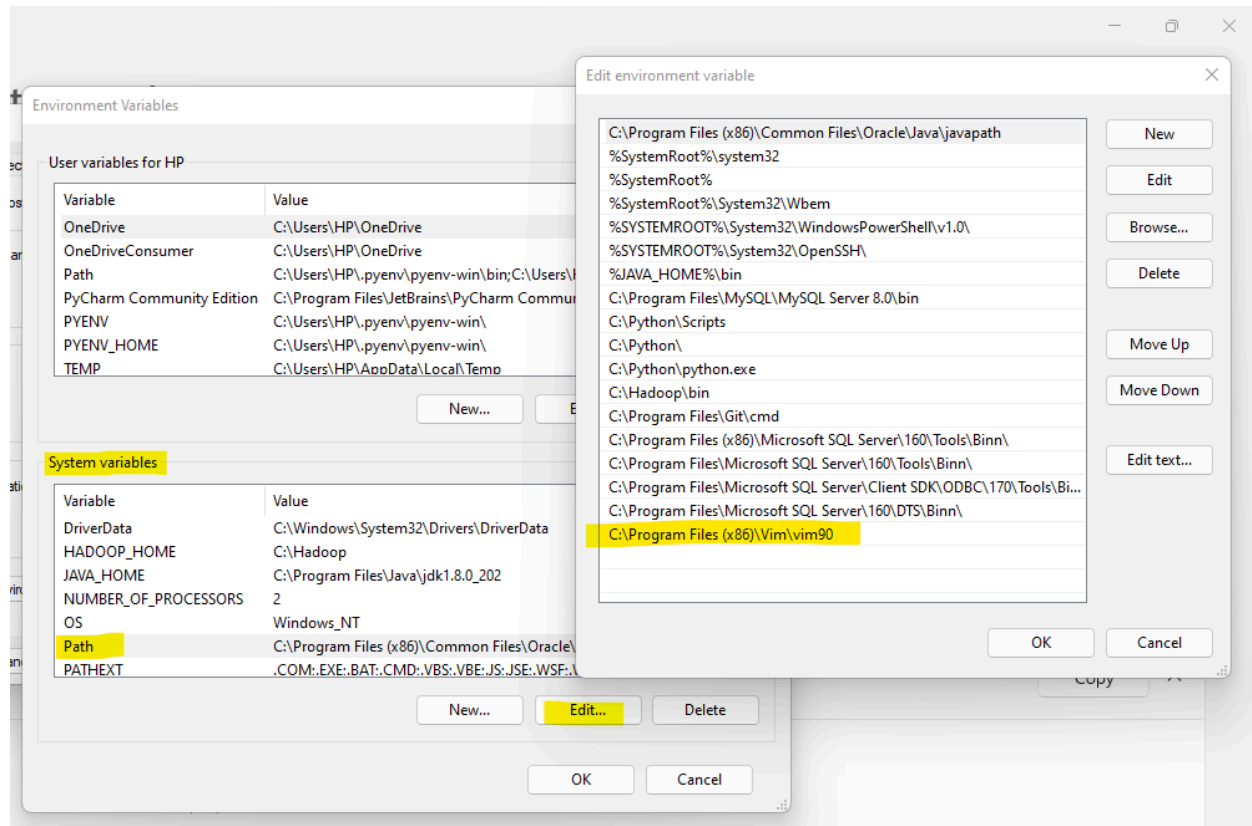 Environment Variables
User variables for HP
Variable Value
OneDrive C:\Users\HP\OneDrive
OneDriveConsumer C:\Users\HP\OneDrive
Path C:\Users\HP\.pyenv\pyenv-win\bin;C:\Users\
PyCharm Community Edition C:\Program Files\JetBrains\PyCharm Commu
PYENV C:\Users\HP\.pyenv\pyenv-win\
PYENV_HOME C:\Users\HP\.pyenv\pyenv-win\
TEMP C:\Users\HP\AppData\Local\Temp
New...
System variables
Variable Value
DriverData C:\Windows\System32\Drivers\DriverData
HADOOP_HOME C:\Hadoop
JAVA_HOME C:\Program Files\Java\jdk1.8.0_202
NUMBER_OF_PROCESSORS 2
OS Windows_NT
Path C:\Program Files (x86)\Common Files\Oracle\
PATHEXT .COM;.EXE;.BAT;.CMD;.VBS;.VBE;.JS;.JSE;.WSF;.
New... Edit... Delete
OK Cancel
Edit environment variable
C:\Program Files (x86)\Common Files\Oracle\Java\javapath
%SystemRoot%\system32
%SystemRoot%
%SystemRoot%\System32\Wbem
%SYSTEMROOT%\System32\WindowsPowerShell\v1.0\
%SYSTEMROOT%\System32\OpenSSH\
%JAVA_HOME%\bin
C:\Program Files\MySQL\MySQL Server 8.0\bin
C:\Python\Scripts
C:\Python\
C:\Python\python.exe
C:\Hadoop\bin
C:\Program Files\Git\cmd
C:\Program Files (x86)\Microsoft SQL Server\160\Tools\Binn\
C:\Program Files\Microsoft SQL Server\160\Tools\Binn\
C:\Program Files\Microsoft SQL Server\Client SDK\ODBC\170\Tools\Bi...
C:\Program Files\Microsoft SQL Server\160\DTS\Binn\
C:\Program Files (x86)\Vim\vim90
New
Edit
Browse...
Delete
Move Up
Move Down
Edit text...
OK Cancel
Copy